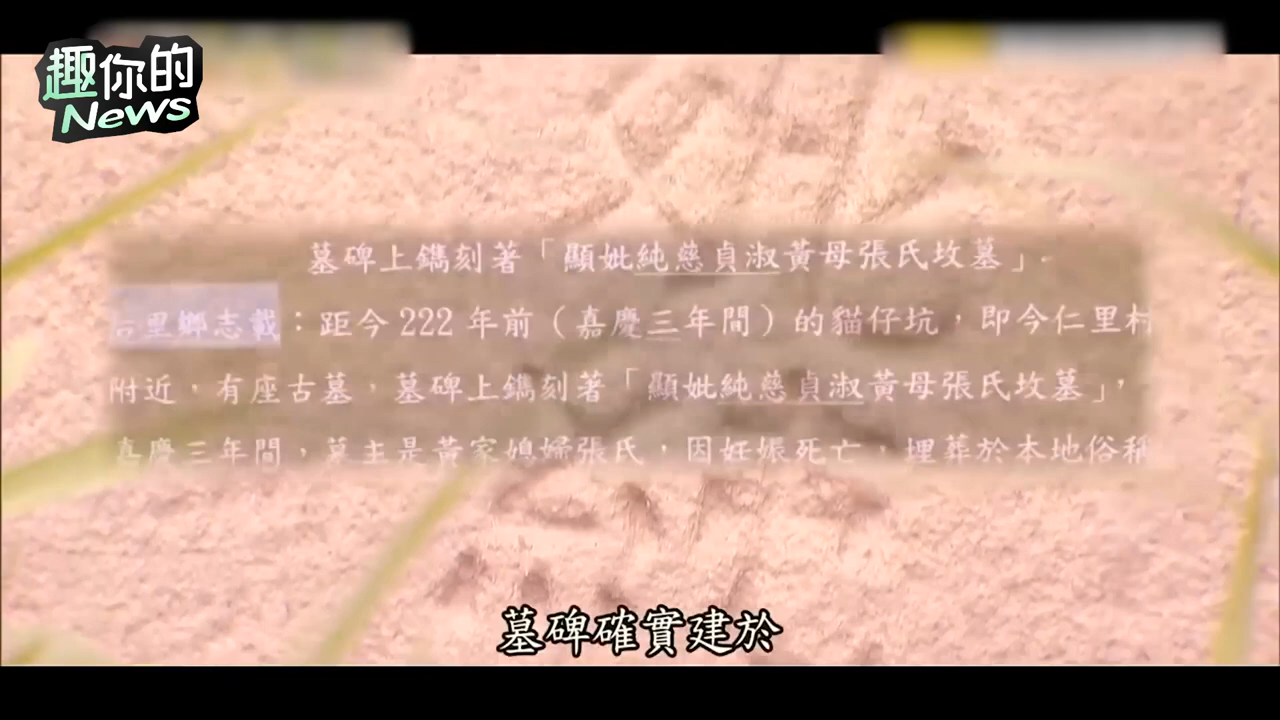 趣你的
News
墓碑上鐫刻著「顯妣純慈貞淑黃母張氏坟墓」。
里鄉志載：距今 222 年前（嘉慶三年間）的貓仔坑，即今仁里村
附近，有座古墓，墓碑上鐫刻著「顯妣純慈貞淑黃母張氏坟墓」，
嘉慶三年間，墓主是黃家媳婦張氏，因妊娠死亡，埋葬於本地俗稱
墓碑確實建於